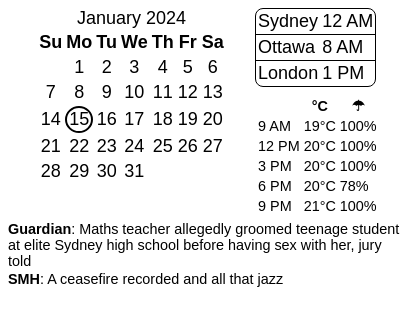 January 2024
Su Mo Tu We Th Fr Sa
1 2 3 4 5 6
7 8 9 10 11 12 13
14 15 16 17 18 19 20
21 22 23 24 25 26 27
28 29 30 31
Sydney 12 AM
Ottawa 8 AM
London 1 PM
°C ☂
9 AM 19°C 100%
12 PM 20°C 100%
3 PM 20°C 100%
6 PM 20°C 78%
9 PM 21°C 100%
Guardian: Maths teacher allegedly groomed teenage student
at elite Sydney high school before having sex with her, jury
told
SMH: A ceasefire recorded and all that jazz